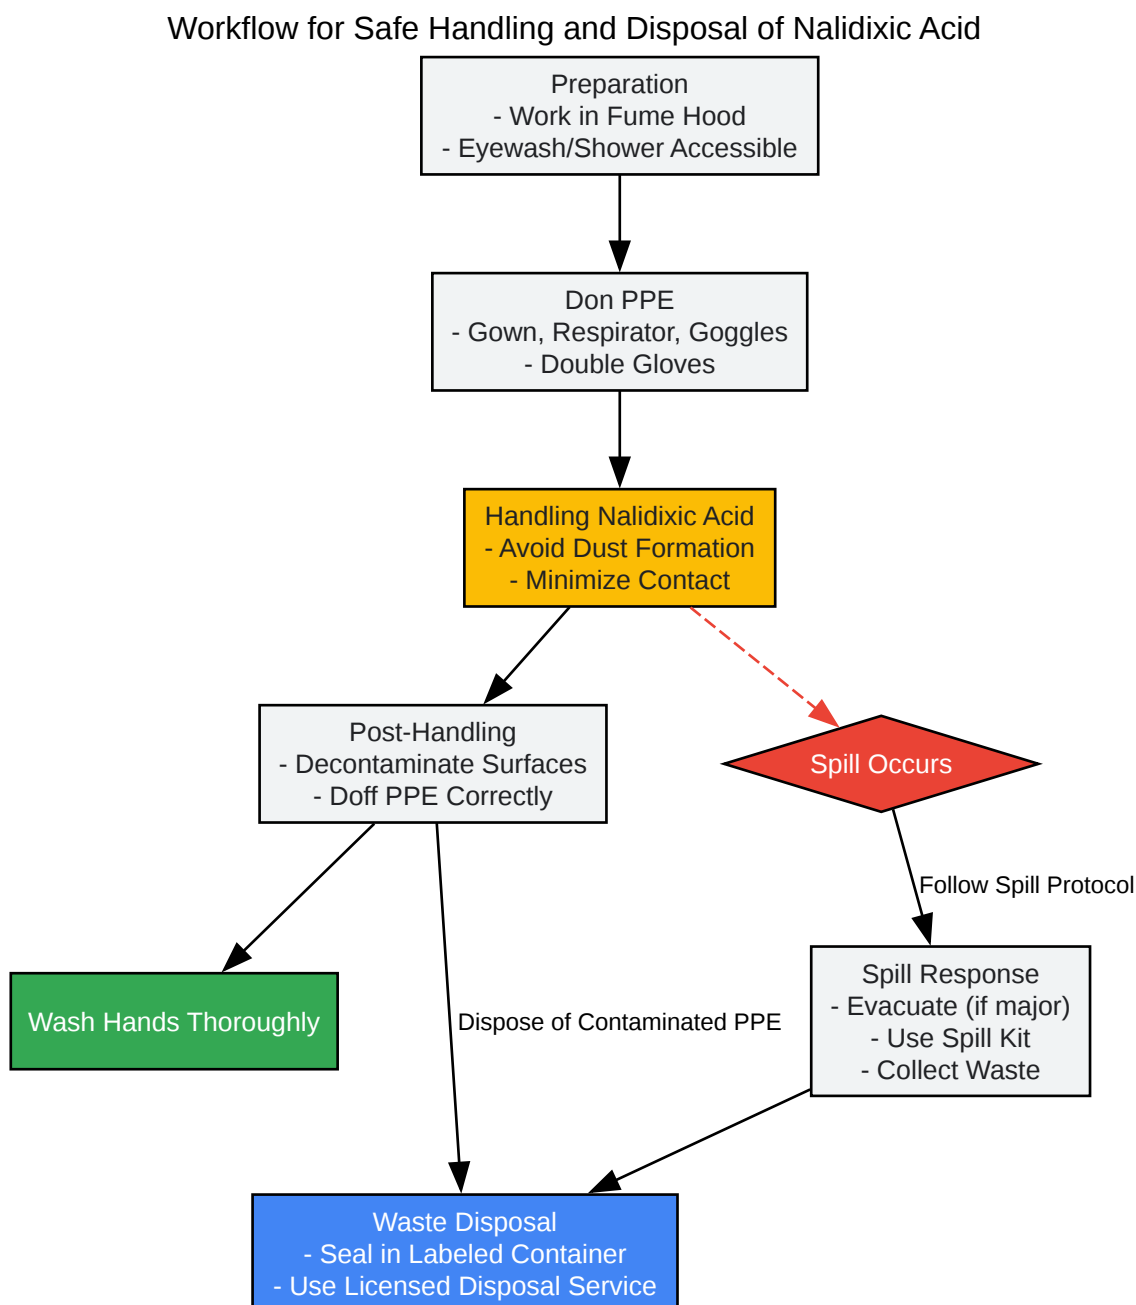 Workflow for Safe Handling and Disposal of Nalidixic Acid
Preparation
- Work in Fume Hood
- Eyewash/Shower Accessible
Don PPE
- Gown, Respirator, Goggles
- Double Gloves
Handling Nalidixic Acid
- Avoid Dust Formation
- Minimize Contact
Post-Handling
- Decontaminate Surfaces
- Doff PPE Correctly
Spill Occurs
Follow Spill Protocol
Wash Hands Thoroughly
Dispose of Contaminated PPE
Spill Response
- Evacuate (if major)
- Use Spill Kit
- Collect Waste
Waste Disposal
- Seal in Labeled Container
- Use Licensed Disposal Service